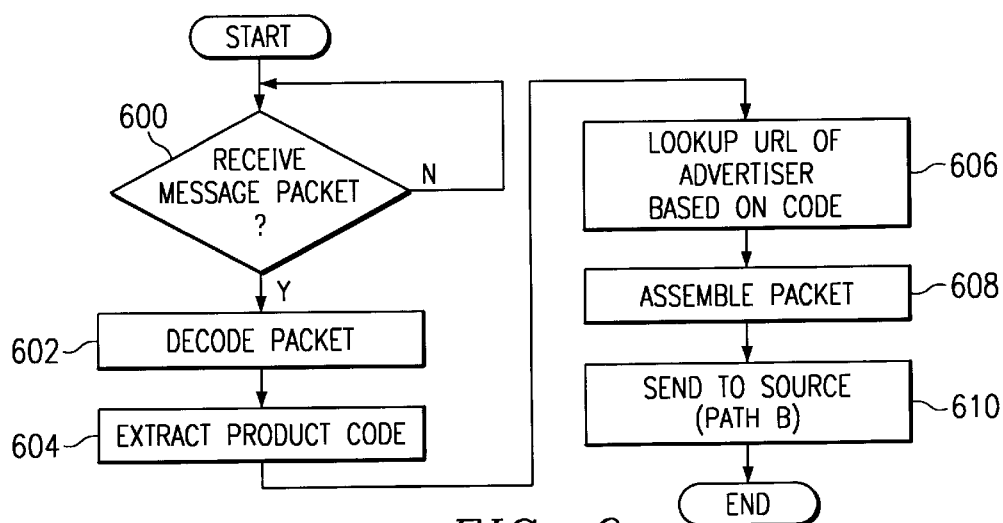 START
600
RECEIVE
MESSAGE PACKET
?
N
Y
602
DECODE PACKET
604
EXTRACT PRODUCT CODE
LOOKUP URL OF
ADVERTISER
BASED ON CODE
606
ASSEMBLE PACKET
608
SEND TO SOURCE
(PATH B)
610
END